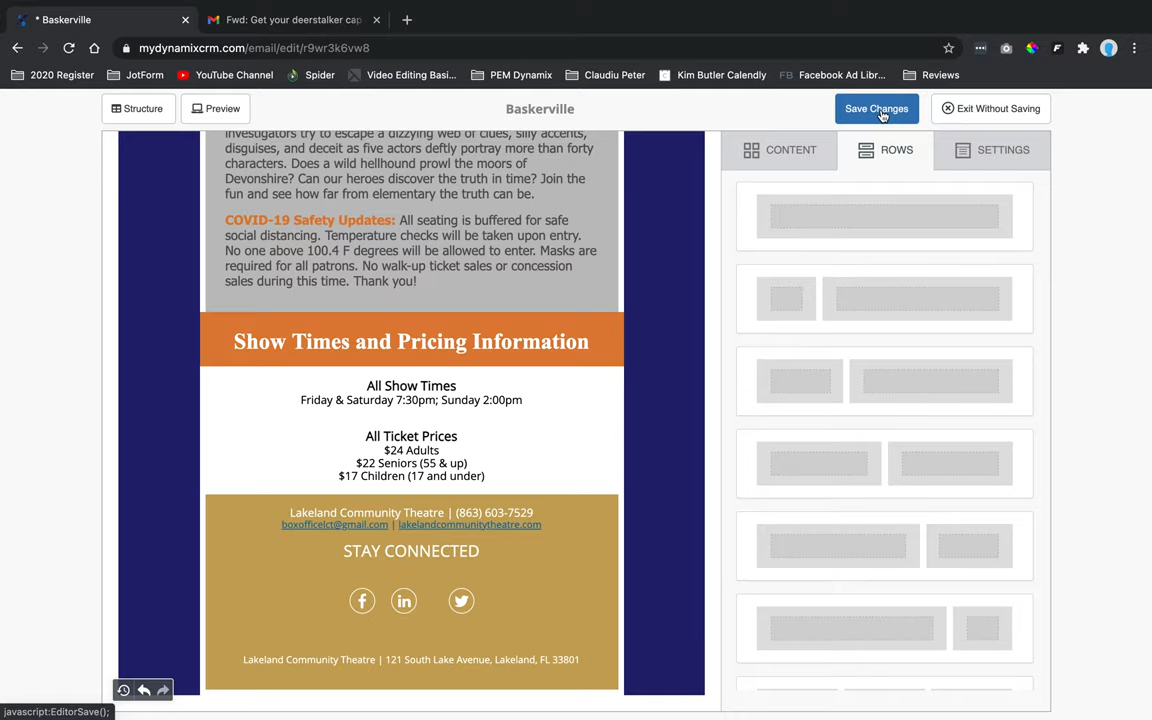 * Baskerville
Fwd: Get your deerstalker cap
mydynamixcrm.com/email/edit/r9wr3k6vw8
2020 Register
JotForm
YouTube Channel
Spider
Video Editing Basi...
PEM Dynamix
Claudiu Peter
Kim Butler Calendly
FB Facebook Ad Libr...
Reviews
Structure
Preview
Baskerville
Save Changes
Exit Without Saving
CONTENT
ROWS
SETTINGS
investigators try to escape a dizzying web of clues, silly accents,
disguises, and deceit as five actors deftly portray more than forty
characters. Does a wild hellhound prowl the moors of
Devonshire? Can our heroes discover the truth in time? Join the
fun and see how far from elementary the truth can be.
COVID-19 Safety Updates: All seating is buffered for safe
social distancing. Temperature checks will be taken upon entry.
No one above 100.4 F degrees will be allowed to enter. Masks are
required for all patrons. No walk-up ticket sales or concession
sales during this time. Thank you!
Show Times and Pricing Information
All Show Times
Friday & Saturday 7:30pm; Sunday 2:00pm
All Ticket Prices
$24 Adults
$22 Seniors (55 & up)
$17 Children (17 and under)
Lakeland Community Theatre | (863) 603-7529
boxofficelct@gmail.com | lakelandcommunitytheatre.com
STAY CONNECTED
Lakeland Community Theatre | 121 South Lake Avenue, Lakeland, FL 33801
javascript:EditorSave();